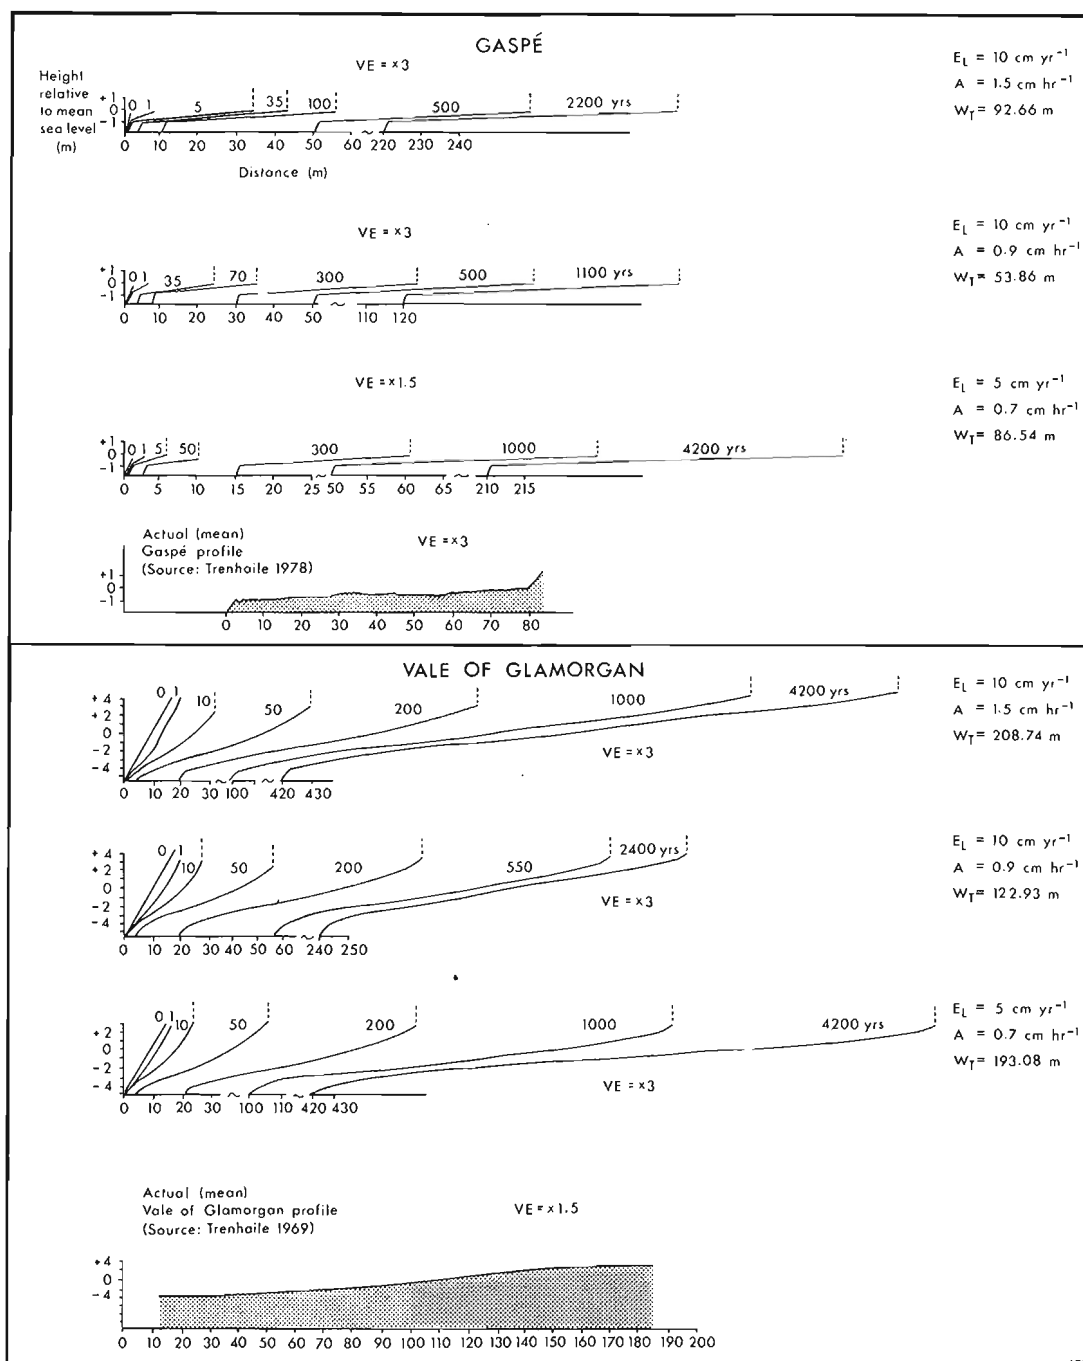 GASPÉ
VE = ×3
Height
relative
to mean
sea level
(m)
+1
0
−1
0 1 5 35 100 500 2200 yrs
0 10 20 30 40 50 60 ~ 220 230 240
Distance (m)
E_L = 10 cm yr⁻¹
A = 1.5 cm hr⁻¹
W_T = 92.66 m
VE = ×3
+1
0
−1
0 1 35 70 300 500 1100 yrs
0 10 20 30 40 50 ~ 110 120
E_L = 10 cm yr⁻¹
A = 0.9 cm hr⁻¹
W_T = 53.86 m
VE = ×1.5
+1
0
−1
0 1 5 50 300 1000 4200 yrs
0 5 10 15 20 25 ~ 50 55 60 65 ~ 210 215
E_L = 5 cm yr⁻¹
A = 0.7 cm hr⁻¹
W_T = 86.54 m
Actual (mean)
Gaspé profile
(Source: Trenhaile 1978)
VE = ×3
+1
0
−1
0 10 20 30 40 50 60 70 80
VALE OF GLAMORGAN
+4
+2
0
−2
−4
0 1 10 50 200 1000 4200 yrs
VE = ×3
0 10 20 30 ~ 100 ~ 420 430
E_L = 10 cm yr⁻¹
A = 1.5 cm hr⁻¹
W_T = 208.74 m
+4
+2
0
−2
−4
0 1 10 50 200 550 2400 yrs
VE = ×3
0 10 20 30 40 50 60 ~ 240 250
E_L = 10 cm yr⁻¹
A = 0.9 cm hr⁻¹
W_T = 122.93 m
+2
0
−2
−4
0 1 10 50 200 1000 4200 yrs
VE = ×3
0 10 20 30 ~ 100 110 ~ 420 430
E_L = 5 cm yr⁻¹
A = 0.7 cm hr⁻¹
W_T = 193.08 m
Actual (mean)
Vale of Glamorgan profile
(Source: Trenhaile 1969)
VE = ×1.5
+4
0
−4
0 10 20 30 40 50 60 70 80 90 100 110 120 130 140 150 160 170 180 190 200